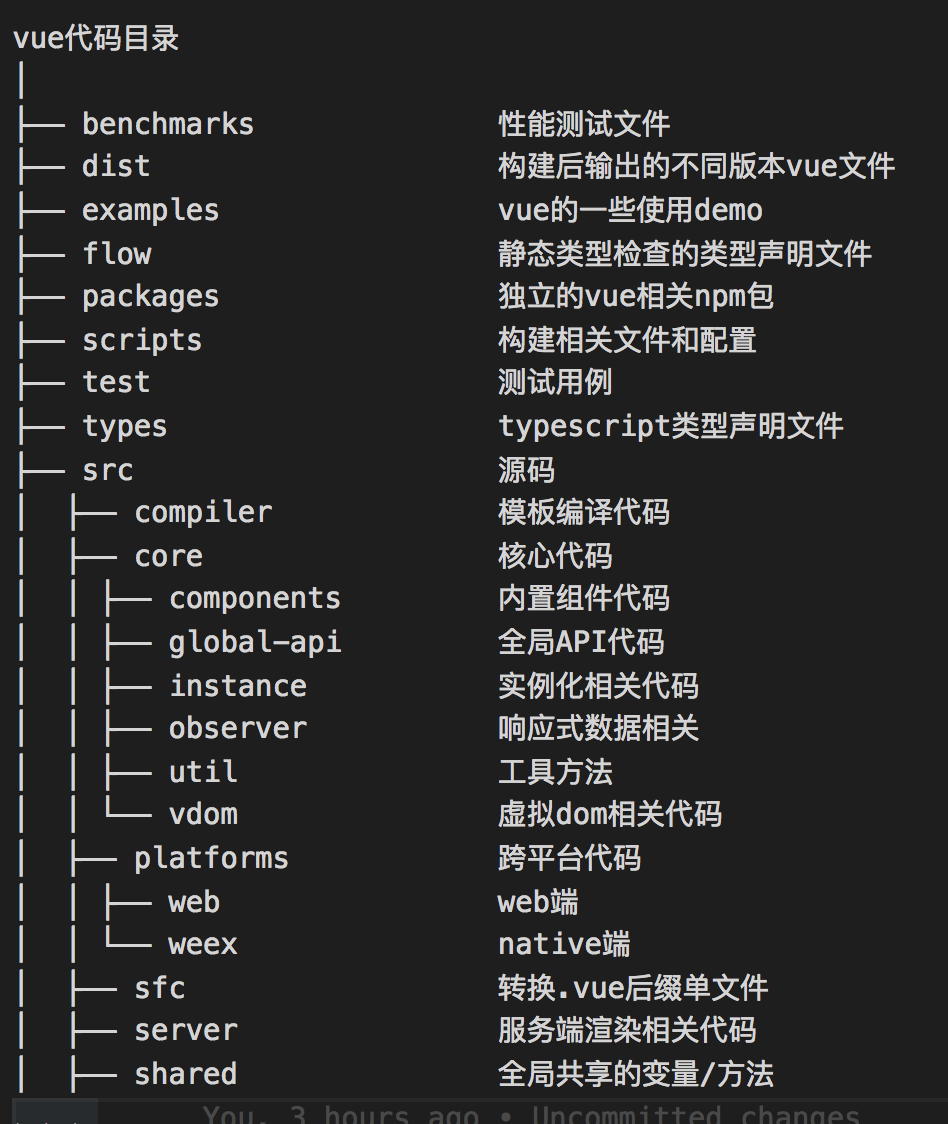 vue代码目录
│
├── benchmarks 性能测试文件
├── dist 构建后输出的不同版本vue文件
├── examples vue的一些使用demo
├── flow 静态类型检查的类型声明文件
├── packages 独立的vue相关npm包
├── scripts 构建相关文件和配置
├── test 测试用例
├── types typescript类型声明文件
├── src 源码
│  ├── compiler 模板编译代码
│  ├── core 核心代码
│  │ ├── components 内置组件代码
│  │ ├── global-api 全局API代码
│  │ ├── instance 实例化相关代码
│  │ ├── observer 响应式数据相关
│  │ ├── util 工具方法
│  │ └── vdom 虚拟dom相关代码
│  ├── platforms 跨平台代码
│  │ ├── web web端
│  │ └── weex native端
│  ├── sfc 转换.vue后缀单文件
│  ├── server 服务端渲染相关代码
│  ├── shared 全局共享的变量/方法
You, 3 hours ago • Uncommitted changes